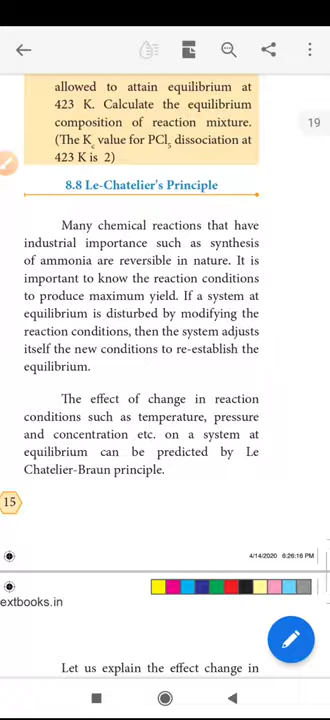 allowed to attain equilibrium at
423 K. Calculate the equilibrium
composition of reaction mixture.
(The Kc value for PCl5 dissociation at
423 K is 2)
19
8.8 Le-Chatelier's Principle
Many chemical reactions that have
industrial importance such as synthesis
of ammonia are reversible in nature. It is
important to know the reaction conditions
to produce maximum yield. If a system at
equilibrium is disturbed by modifying the
the reaction conditions, then the system adjusts
itself the new conditions to re-establish the
equilibrium.
The effect of change in reaction
conditions such as temperature, pressure
and concentration etc. on a system at
equilibrium can be predicted by Le
Chatelier-Braun principle.
15
4/14/2020 6:26:16 PM
extbooks.in
Let us explain the effect change in